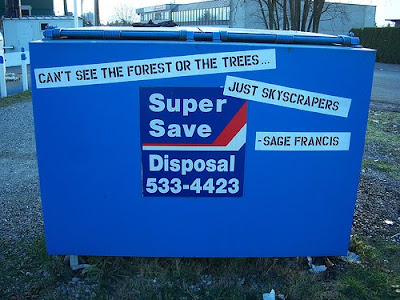 CAN'T SEE THE FOREST OR THE TREES...
JUST SKYSCRAPERS
-SAGE FRANCIS
Super
Save
Disposal
533-4423